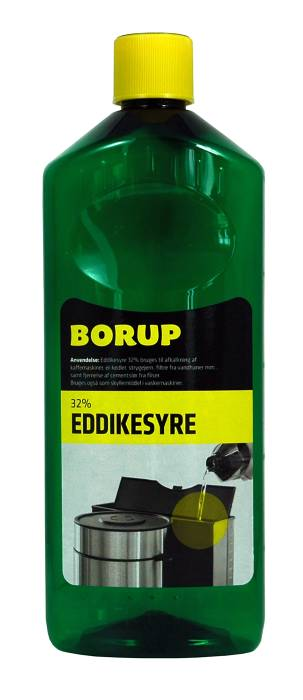 BORUP
Anvendelse: Eddikesyre 32% bruges til afkalkning af
kaffemaskiner, el-kedler, strygejern, filtre fra vandhaner mm.
samt fjernelse af cementslør fra fliser.
Bruges også som skyllemiddel i vaskemaskiner.
32%
EDDIKESYRE